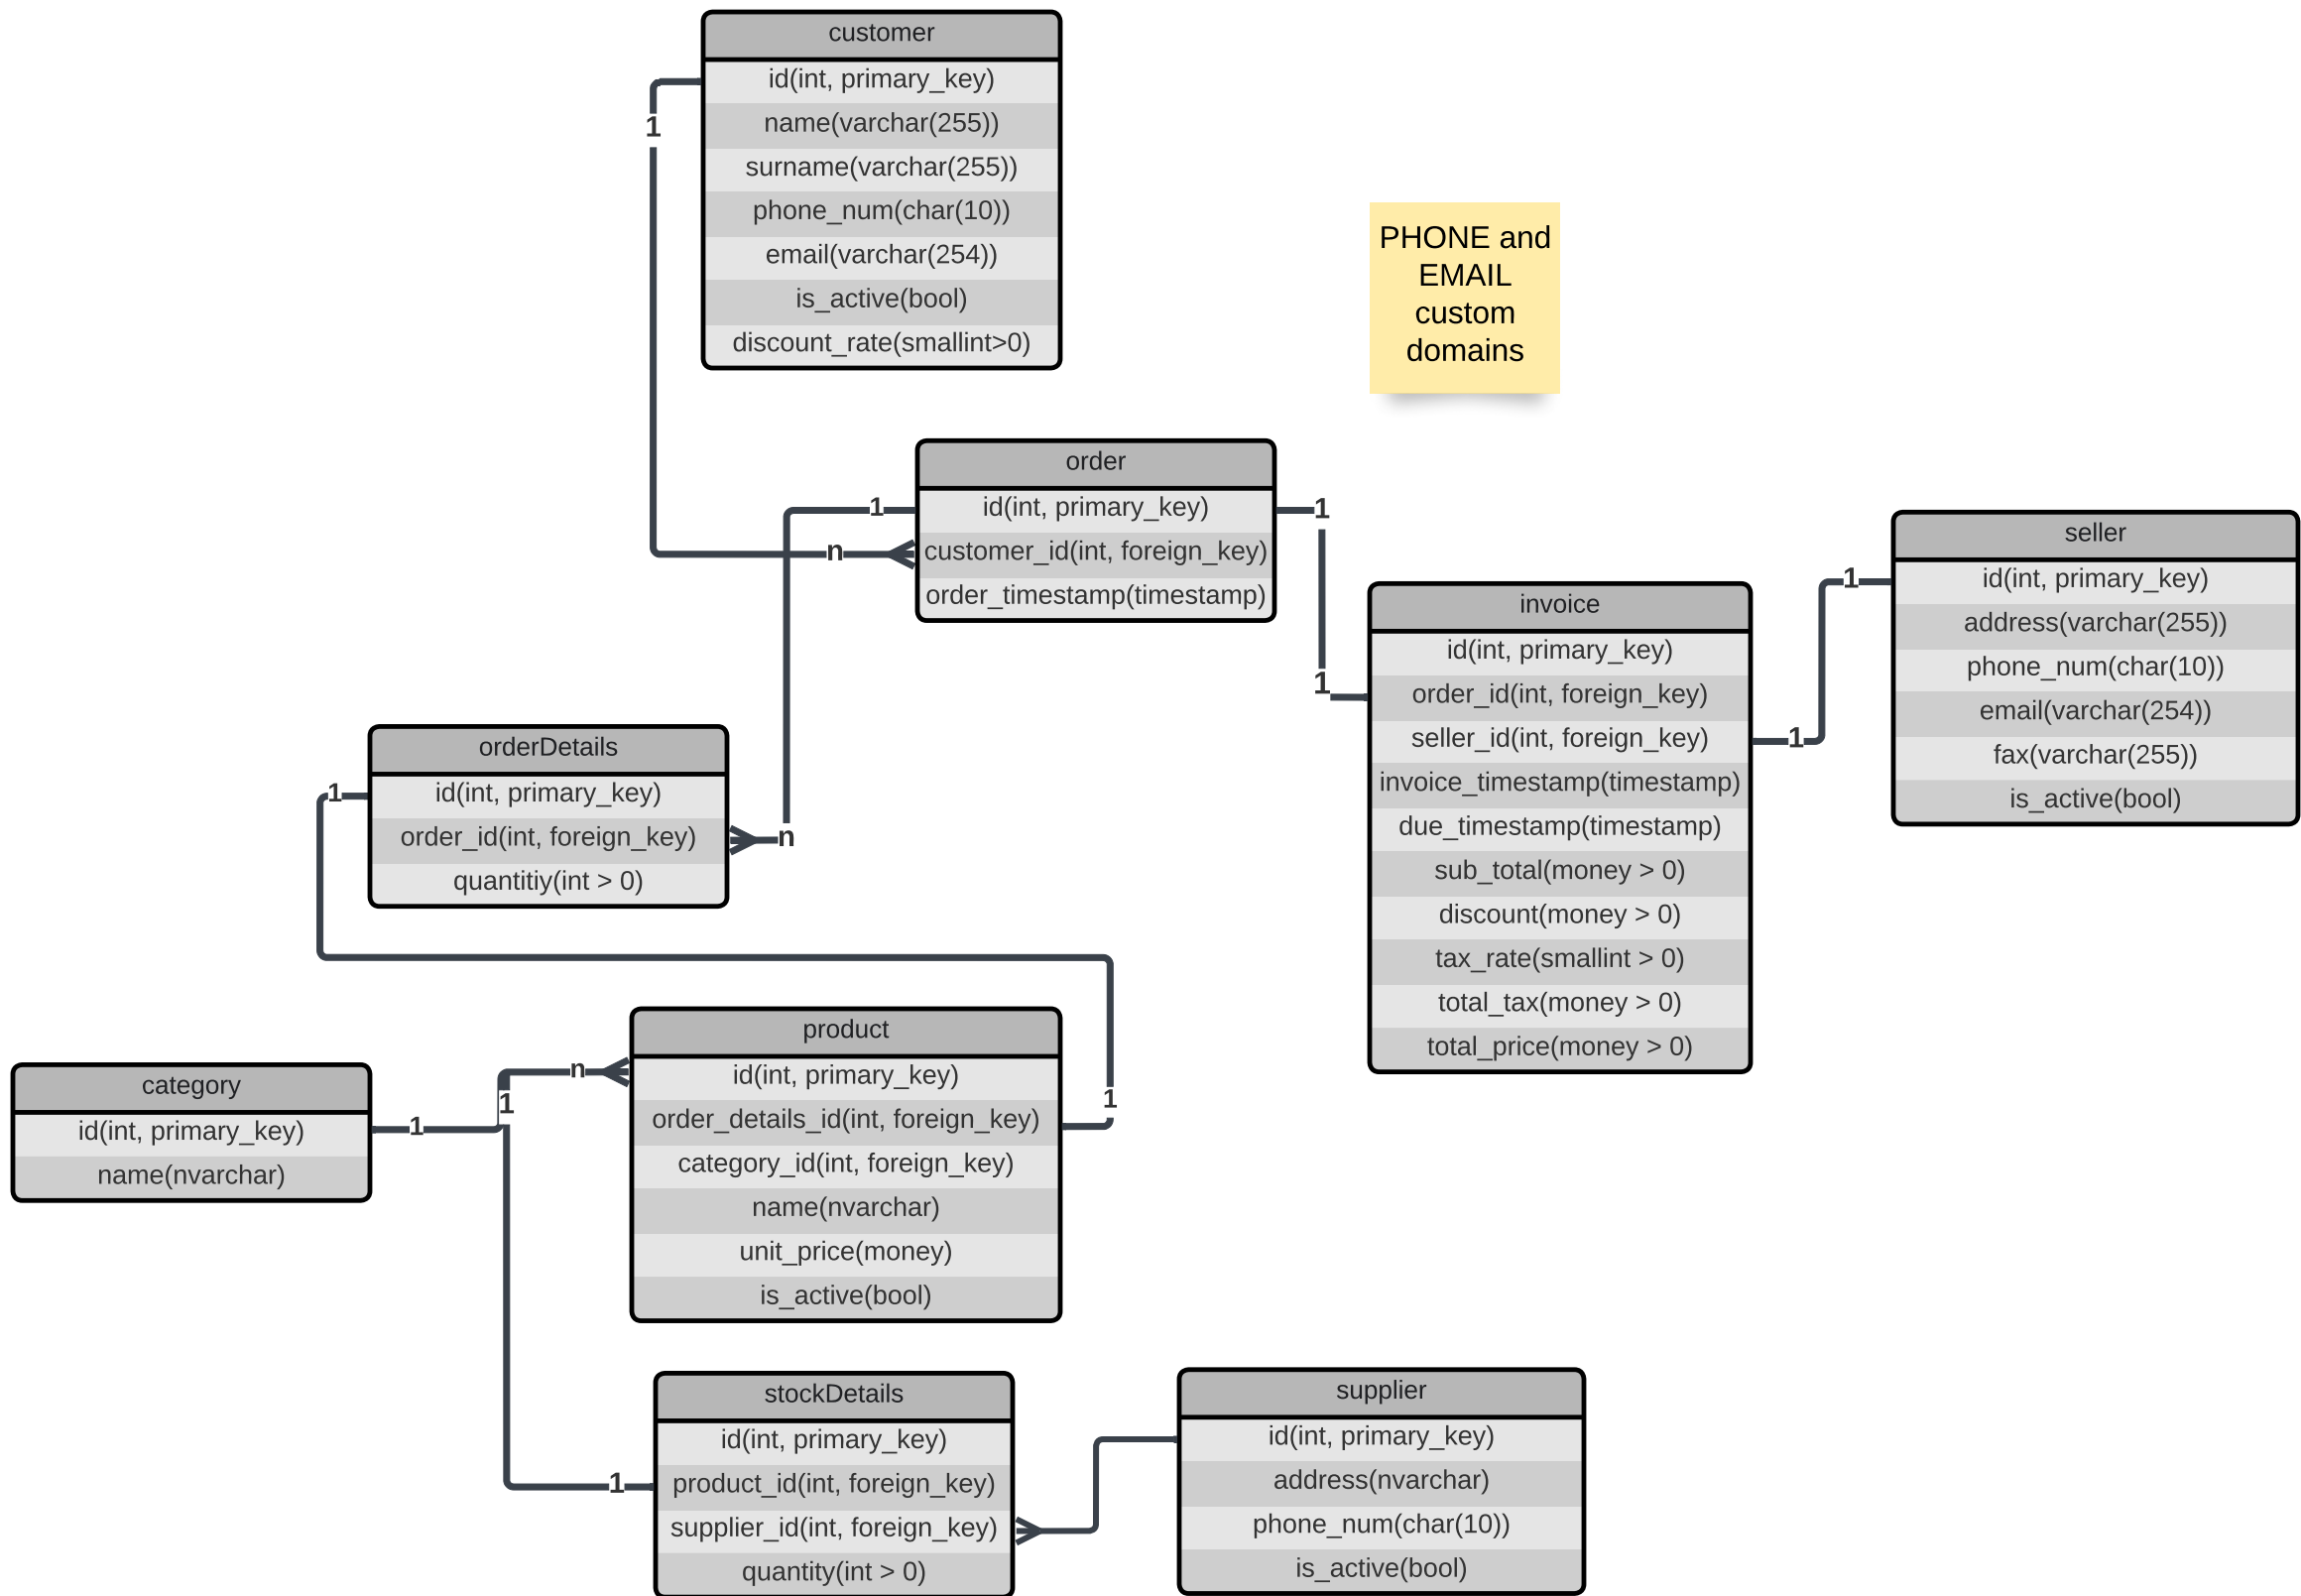 customer
id(int, primary_key)
name(varchar(255))
surname(varchar(255))
phone_num(char(10))
email(varchar(254))
is_active(bool)
discount_rate(smallint>0)
1
n
PHONE and
EMAIL
custom
domains
order
id(int, primary_key)
customer_id(int, foreign_key)
order_timestamp(timestamp)
1
n
1
1
invoice
id(int, primary_key)
order_id(int, foreign_key)
seller_id(int, foreign_key)
invoice_timestamp(timestamp)
due_timestamp(timestamp)
sub_total(money > 0)
discount(money > 0)
tax_rate(smallint > 0)
total_tax(money > 0)
total_price(money > 0)
1
1
seller
id(int, primary_key)
address(varchar(255))
phone_num(char(10))
email(varchar(254))
fax(varchar(255))
is_active(bool)
orderDetails
id(int, primary_key)
order_id(int, foreign_key)
quantitiy(int > 0)
1
1
product
id(int, primary_key)
order_details_id(int, foreign_key)
category_id(int, foreign_key)
name(nvarchar)
unit_price(money)
is_active(bool)
category
id(int, primary_key)
name(nvarchar)
1
n
1
1
stockDetails
id(int, primary_key)
product_id(int, foreign_key)
supplier_id(int, foreign_key)
quantity(int > 0)
supplier
id(int, primary_key)
address(nvarchar)
phone_num(char(10))
is_active(bool)